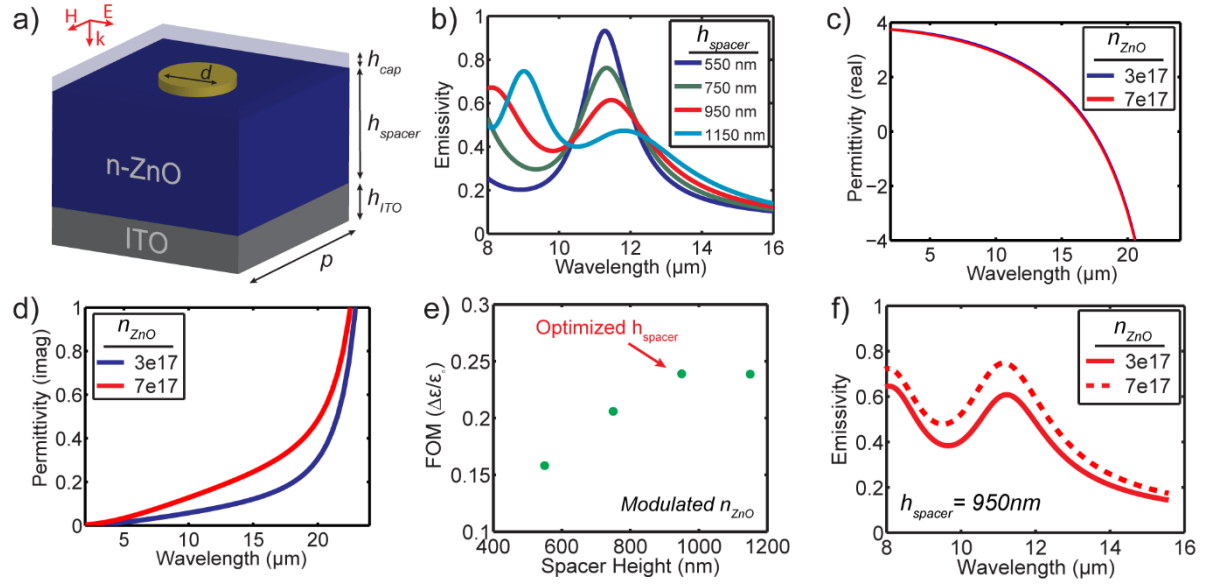 a)
H
E
k
d
h_cap
h_spacer
n-ZnO
h_ITO
ITO
p
b)
Emissivity
1
0.8
0.6
0.4
0.2
0
h_spacer
550 nm
750 nm
950 nm
1150 nm
8 10 12 14 16
Wavelength (µm)
c)
Permittivity (real)
4
2
0
−2
−4
n_ZnO
3e17
7e17
5 10 15 20
Wavelength (µm)
d)
Permittivity (imag)
1
0.8
0.6
0.4
0.2
0
n_ZnO
3e17
7e17
5 10 15 20
Wavelength (µm)
e)
0.3
0.25
0.2
0.15
0.1
Optimized h_spacer
Modulated n_ZnO
400 600 800 1000 1200
Spacer Height (nm)
f)
Emissivity
1
0.8
0.6
0.4
0.2
0
n_ZnO
3e17
7e17
h_spacer = 950nm
8 10 12 14 16
Wavelength (µm)